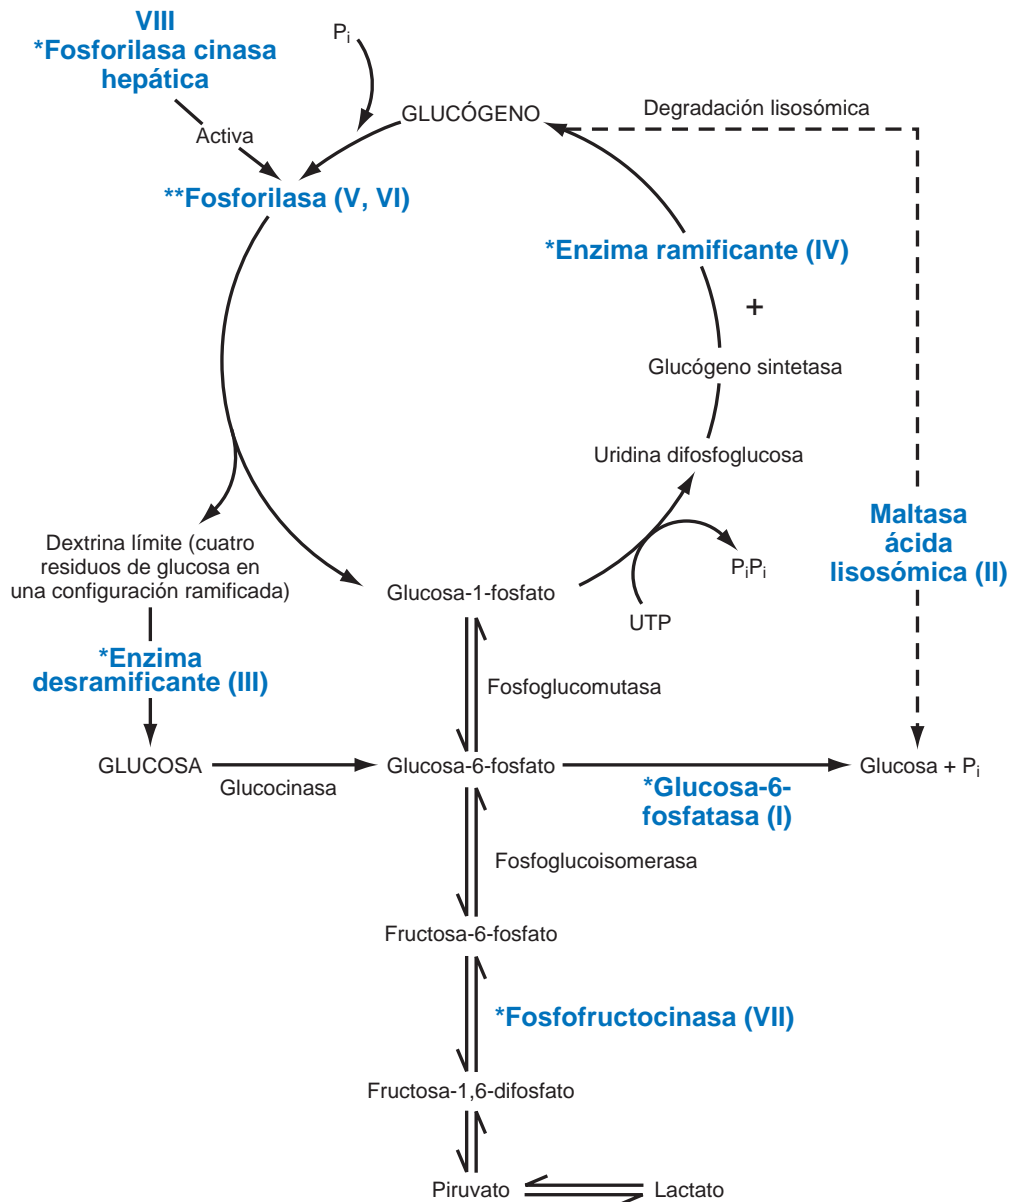 VIII
*Fosforilasa cinasa
hepática
Pi
GLUCÓGENO
Degradación lisosómica
Activa
**Fosforilasa (V, VI)
*Enzima ramificante (IV)
+
Glucógeno sintetasa
Uridina difosfoglucosa
Maltasa
ácida
lisosómica (II)
Dextrina límite (cuatro
residuos de glucosa en
una configuración ramificada)
PiPi
Glucosa-1-fosfato
UTP
*Enzima
desramificante (III)
Fosfoglucomutasa
GLUCOSA
Glucocinasa
Glucosa-6-fosfato
Glucosa + Pi
*Glucosa-6-
fosfatasa (I)
Fosfoglucoisomerasa
Fructosa-6-fosfato
*Fosfofructocinasa (VII)
Fructosa-1,6-difosfato
Piruvato
Lactato